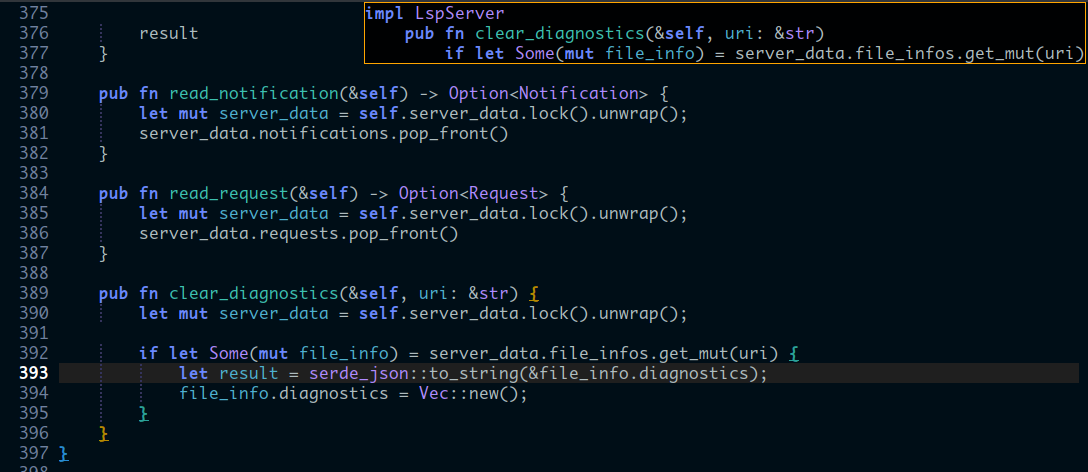 375
impl LspServer
376        result
pub fn clear_diagnostics(&self, uri: &str)
377    }
if let Some(mut file_info) = server_data.file_infos.get_mut(uri)
378
379    pub fn read_notification(&self) -> Option<Notification> {
380        let mut server_data = self.server_data.lock().unwrap();
381        server_data.notifications.pop_front()
382    }
383
384    pub fn read_request(&self) -> Option<Request> {
385        let mut server_data = self.server_data.lock().unwrap();
386        server_data.requests.pop_front()
387    }
388
389    pub fn clear_diagnostics(&self, uri: &str) {
390        let mut server_data = self.server_data.lock().unwrap();
391
392        if let Some(mut file_info) = server_data.file_infos.get_mut(uri) {
393            let result = serde_json::to_string(&file_info.diagnostics);
394            file_info.diagnostics = Vec::new();
395        }
396    }
397 }
398